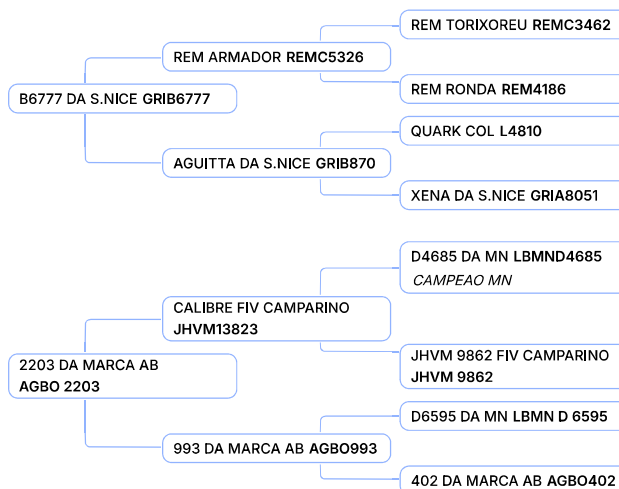 REM TORIXOREU REMC3462
REM ARMADOR REMC5326
REM RONDA REM4186
B6777 DA S.NICE GRIB6777
QUARK COL L4810
AGUITTA DA S.NICE GRIB870
XENA DA S.NICE GRIA8051
D4685 DA MN LBMND4685
CAMPEAO MN
CALIBRE FIV CAMPARINO
JHVM13823
JHVM 9862 FIV CAMPARINO
JHVM 9862
2203 DA MARCA AB
AGBO 2203
D6595 DA MN LBMN D 6595
993 DA MARCA AB AGBO993
402 DA MARCA AB AGBO402